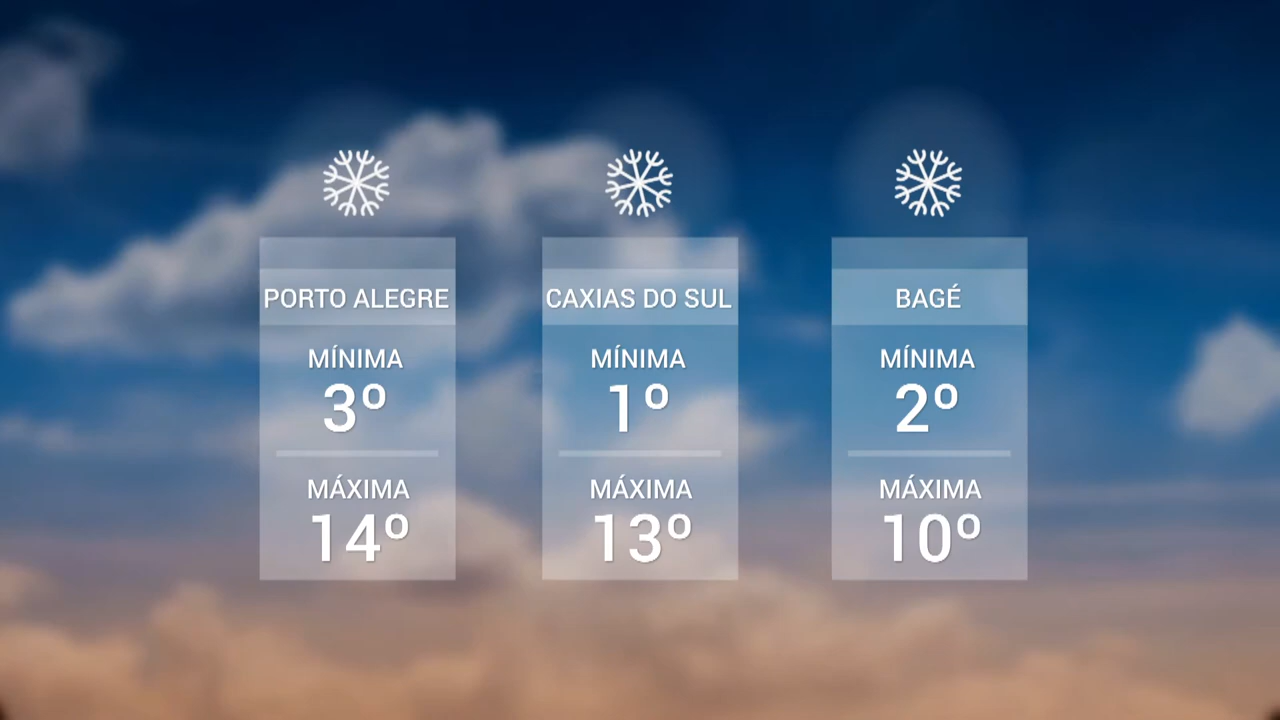 PORTO ALEGRE
MÍNIMA
3º
MÁXIMA
14º
CAXIAS DO SUL
MÍNIMA
1º
MÁXIMA
13º
BAGÉ
MÍNIMA
2º
MÁXIMA
10º